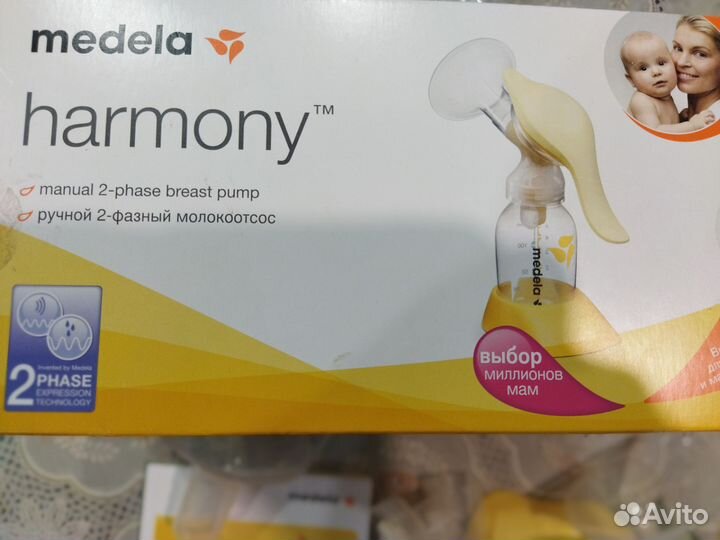 medela
harmony™
manual 2-phase breast pump
ручной 2-фазный молокоотсос
medela
100
выбор
миллионов
мам
Invented by Medela
2 PHASE
EXPRESSION
TECHNOLOGY
medela
Avito